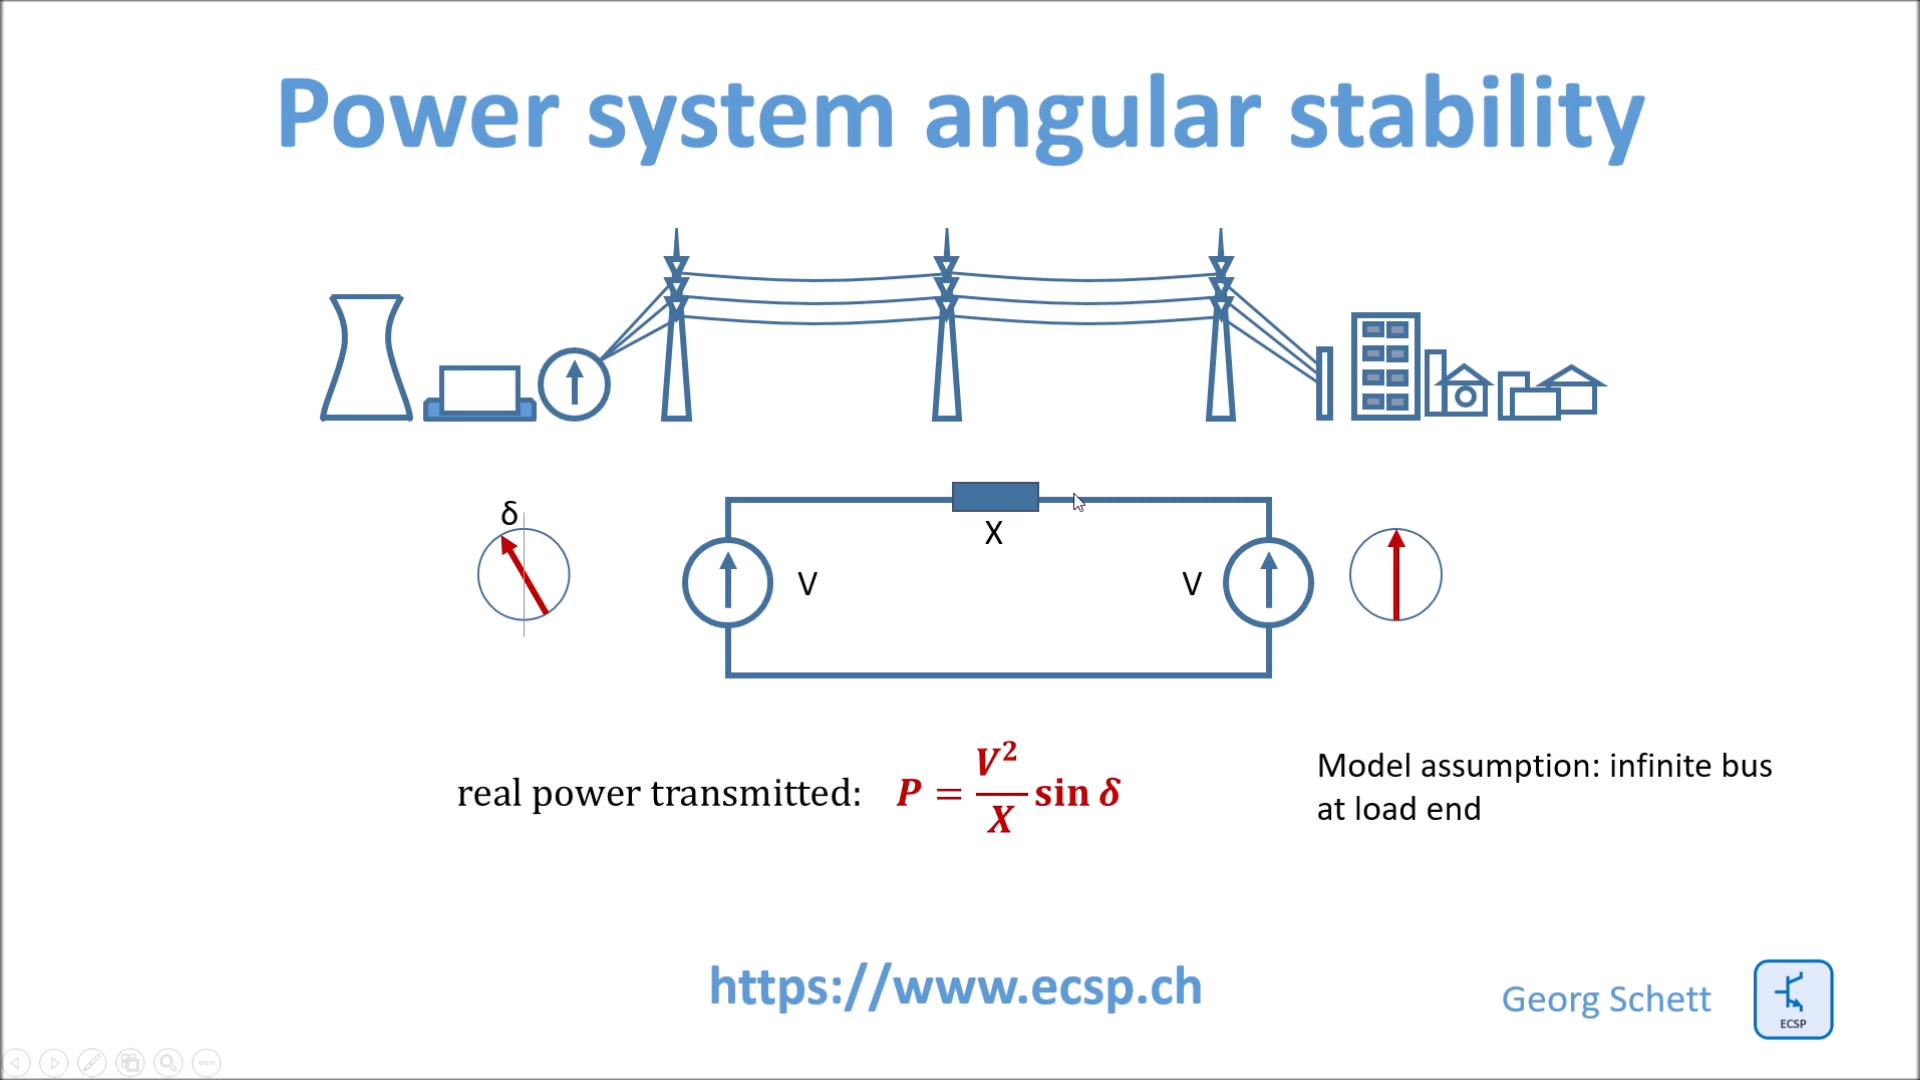 Power system angular stability
δ
X
V
V
real power transmitted: P = V²/X sin δ
Model assumption: infinite bus
at load end
https://www.ecsp.ch
Georg Schett
ECSP